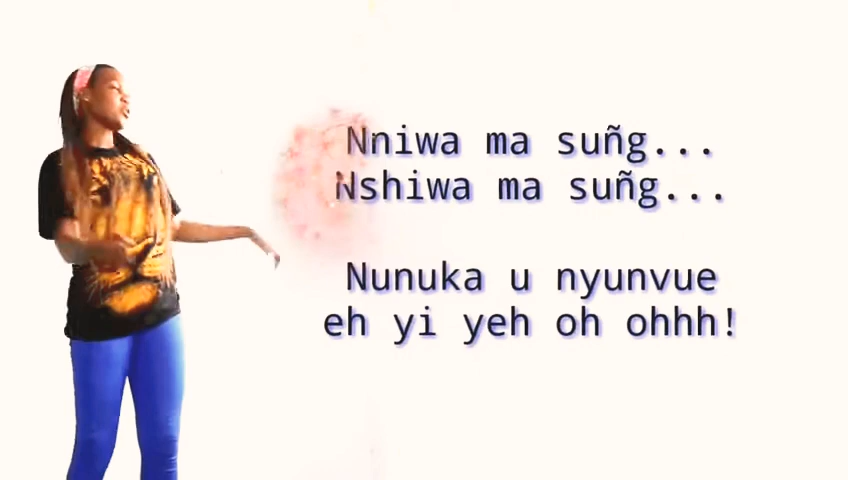 Nniwa ma suñg...
Nshiwa ma suñg...
Nunuka u nyunvue
eh yi yeh oh ohhh!